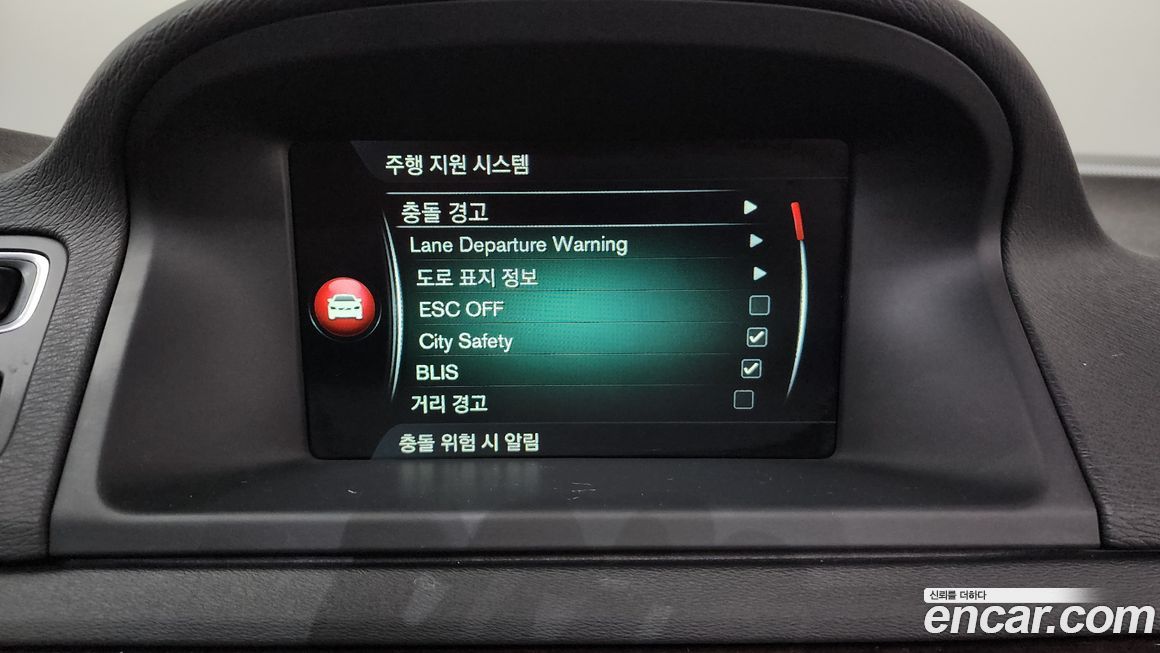 주행 지원 시스템
충돌 경고
Lane Departure Warning
도로 표지 정보
ESC OFF
City Safety
BLIS
거리 경고
충돌 위험 시 알림
신뢰를 더하다
encar.com